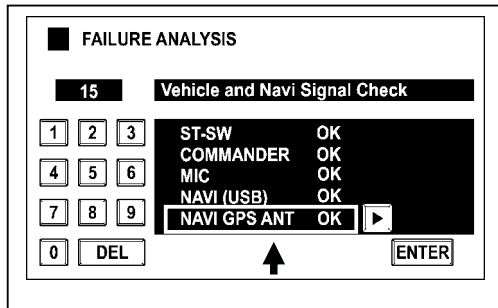 FAILURE ANALYSIS
15 Vehicle and Navi Signal Check
1 2 3 ST-SW OK
COMMANDER OK
4 5 6 MIC OK
NAVI (USB) OK
7 8 9 NAVI GPS ANT OK
0 DEL ENTER